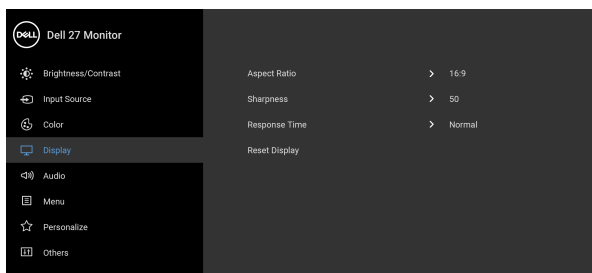 DELL Dell 27 Monitor
Brightness/Contrast
Aspect Ratio > 16:9
Input Source
Sharpness > 50
Color
Response Time > Normal
Display
Reset Display
Audio
Menu
Personalize
Others